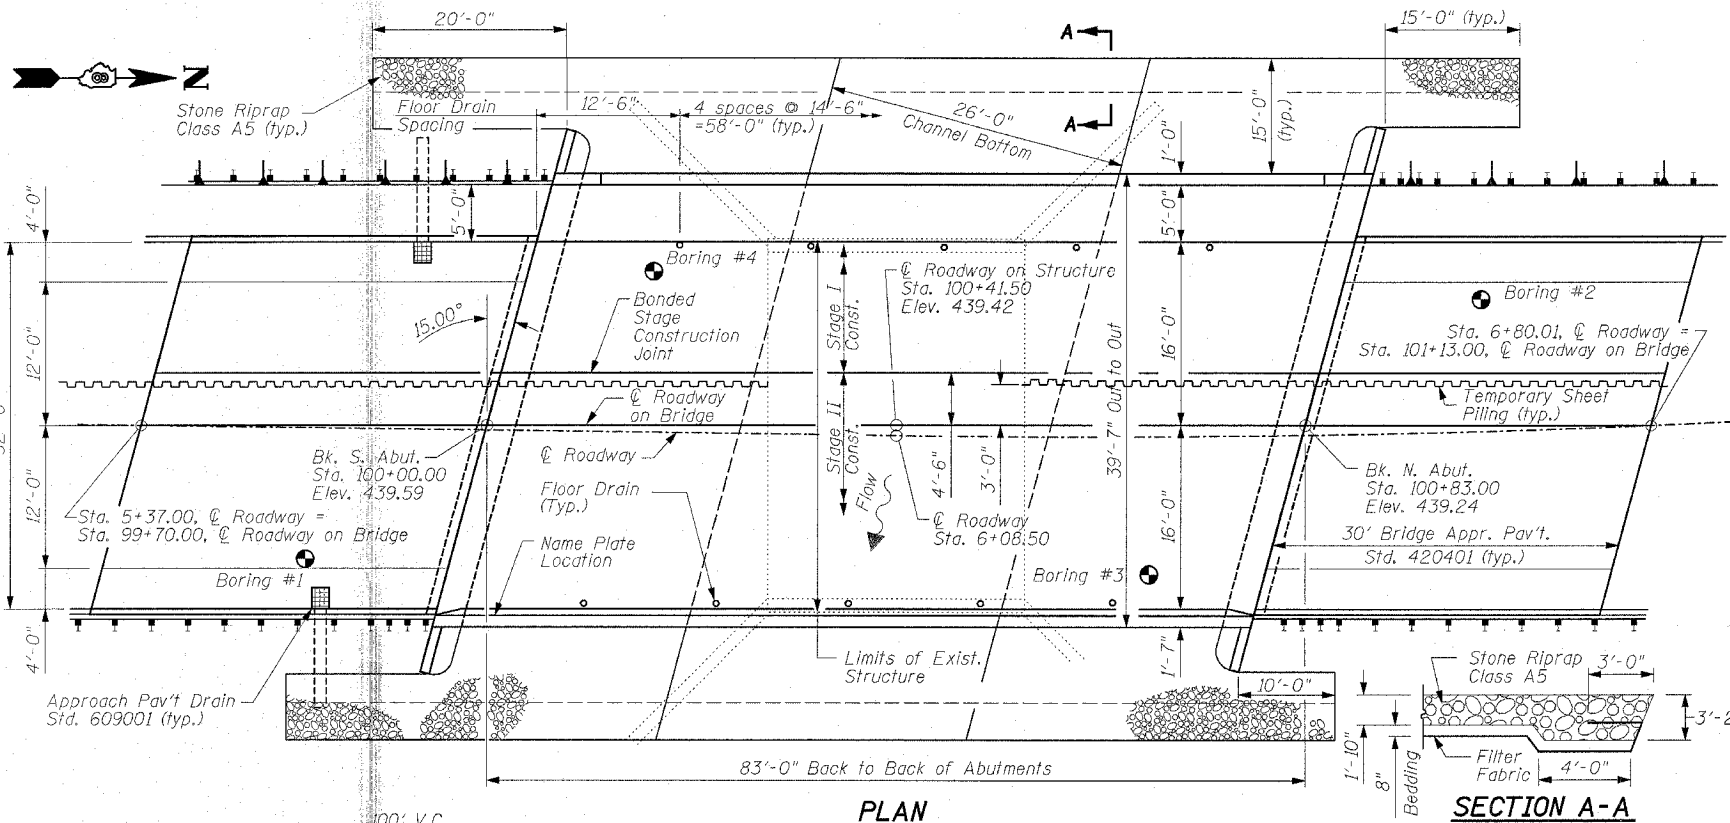 20'-0"
A
15'-0" (typ.)
N
Stone Riprap
Class A5 (typ.)
Floor Drain
Spacing
12'-6"
4 spaces @ 14'-6"
=58'-0" (typ.)
26'-0"
Channel Bottom
A
1'-0"
15'-0"
(typ.)
4'-0"
5'-0"
5'-0"
Boring #4
℄ Roadway on Structure
Sta. 100+41.50
Elev. 439.42
Boring #2
15.00°
Bonded
Stage
Construction
Joint
Stage I
Const.
16'-0"
Sta. 6+80.01, ℄ Roadway =
Sta. 101+13.00, ℄ Roadway on Bridge
12'-0"
℄ Roadway
on Bridge
Temporary Sheet
Piling (typ.)
Bk. S. Abut.
Sta. 100+00.00
Elev. 439.59
℄ Roadway
Stage II
Const.
4'-6"
3'-0"
39'-7" Out to Out
Bk. N. Abut.
Sta. 100+83.00
Elev. 439.24
12'-0"
Sta. 5+37.00, ℄ Roadway =
Sta. 99+70.00, ℄ Roadway on Bridge
Floor Drain
(Typ.)
Flow
℄ Roadway
Sta. 6+08.50
16'-0"
30' Bridge Appr. Pav't.
Std. 420401 (typ.)
Name Plate
Location
Boring #1
Boring #3
4'-0"
Limits of Exist.
Structure
1'-7"
Stone Riprap
Class A5
3'-0"
10'-0"
Approach Pav't Drain
Std. 609001 (typ.)
1'-10"
8"
Bedding
Filter
Fabric
4'-0"
83'-0" Back to Back of Abutments
PLAN
SECTION A-A